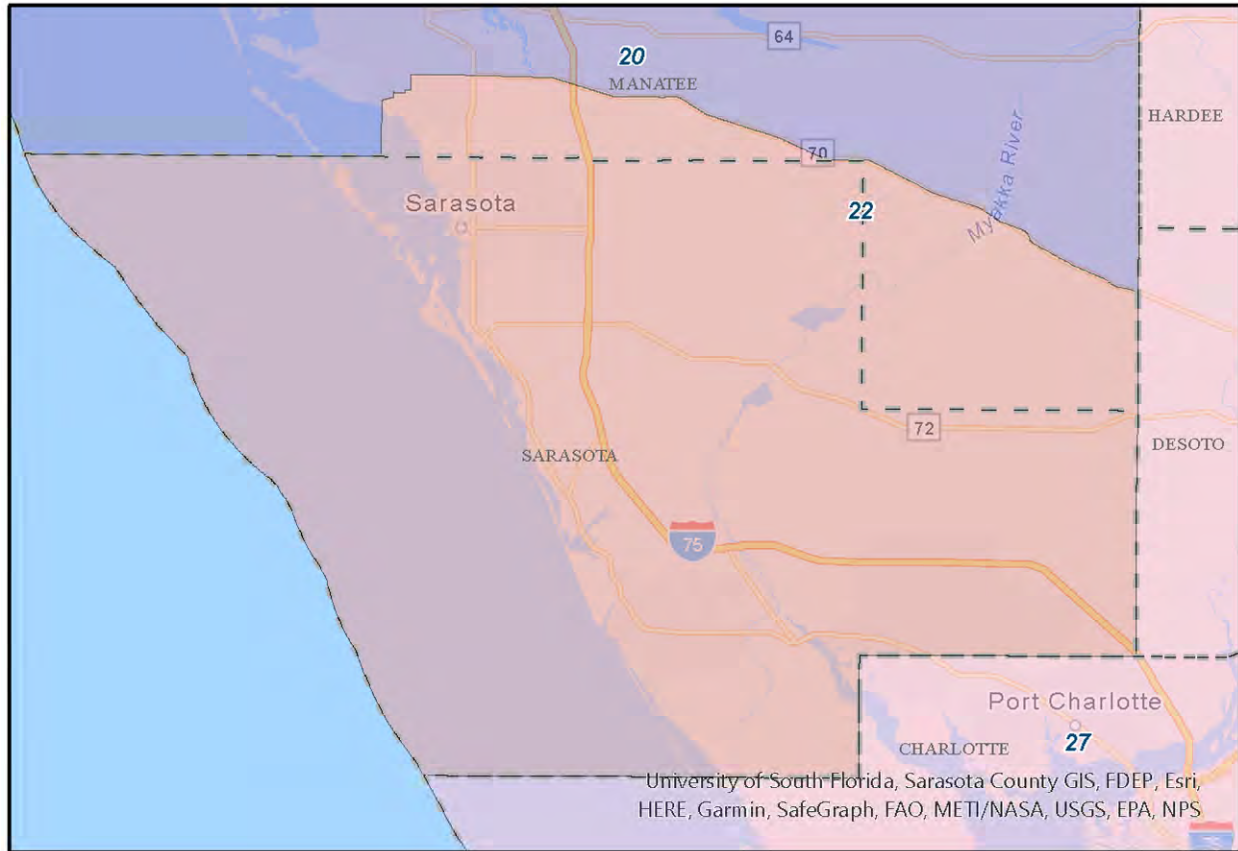 64
20
MANATEE
HARDEE
70
Myakka River
Sarasota
22
72
DESOTO
SARASOTA
75
Port Charlotte
27
CHARLOTTE
University of South Florida, Sarasota County GIS, FDEP, Esri,
HERE, Garmin, SafeGraph, FAO, METI/NASA, USGS, EPA, NPS